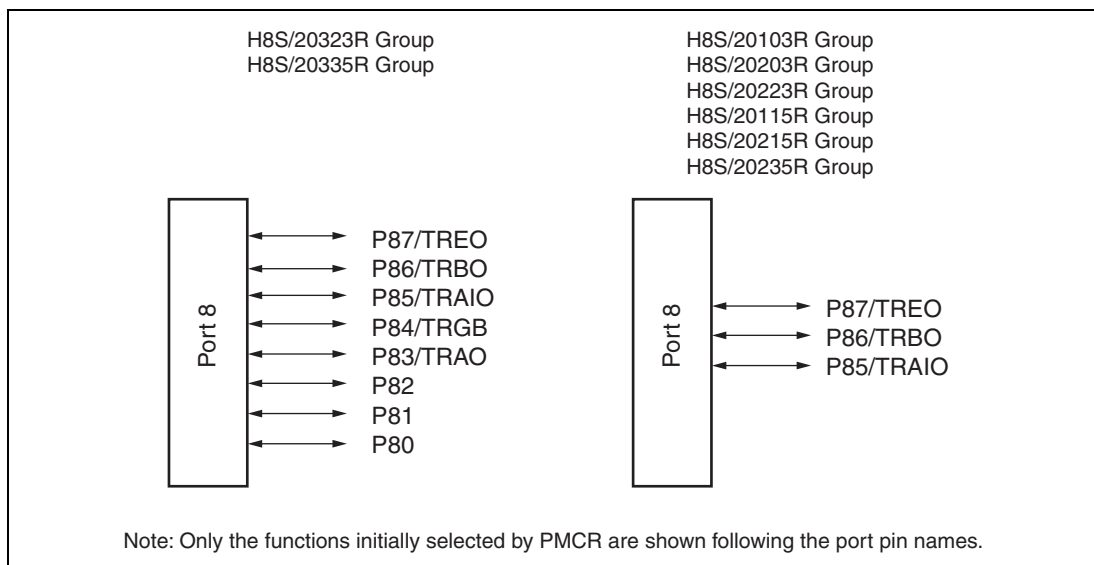 H8S/20323R Group
H8S/20335R Group
Port 8
P87/TREO
P86/TRBO
P85/TRAIO
P84/TRGB
P83/TRAO
P82
P81
P80
H8S/20103R Group
H8S/20203R Group
H8S/20223R Group
H8S/20115R Group
H8S/20215R Group
H8S/20235R Group
Port 8
P87/TREO
P86/TRBO
P85/TRAIO
Note: Only the functions initially selected by PMCR are shown following the port pin names.